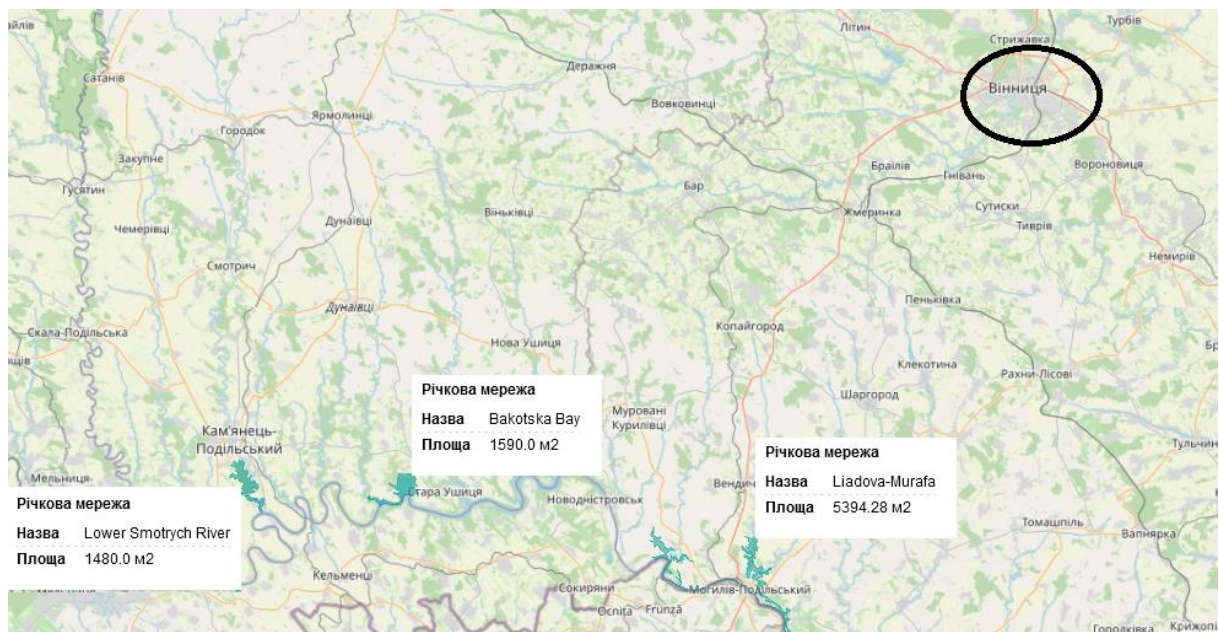 Турбів
Літин
Стрижавка
Сатанів
Деражня
Вінниця
Вовковинці
Ярмолинці
Городок
Закупне
Вороновиця
Браїлів
Гнівань
Гусятин
Бар
Сутиски
Віньківці
Жмеринка
Дунаївці
Тиврів
Чемерівці
Немирів
Смотрич
Пеньківка
Дунаївці
Копайгород
Скала-Подільська
Нова Ушиця
Клекотина
Рахни-Лісові
Річкова мережа
Назва Bakotska Bay
Площа 1590.0 м2
Шаргород
Муровані
Курилівці
Кам'янець-
Подільський
Річкова мережа
Назва Liadova-Murafa
Площа 5394.28 м2
Мельниця-
Стара Ушиця
Новодністровськ
Річкова мережа
Назва Lower Smotrych River
Площа 1480.0 м2
Томашпіль
Вапнярка
Кельменці
Сокиряни
Могилів-Подільський
Ocnița
Frunză
Городківка